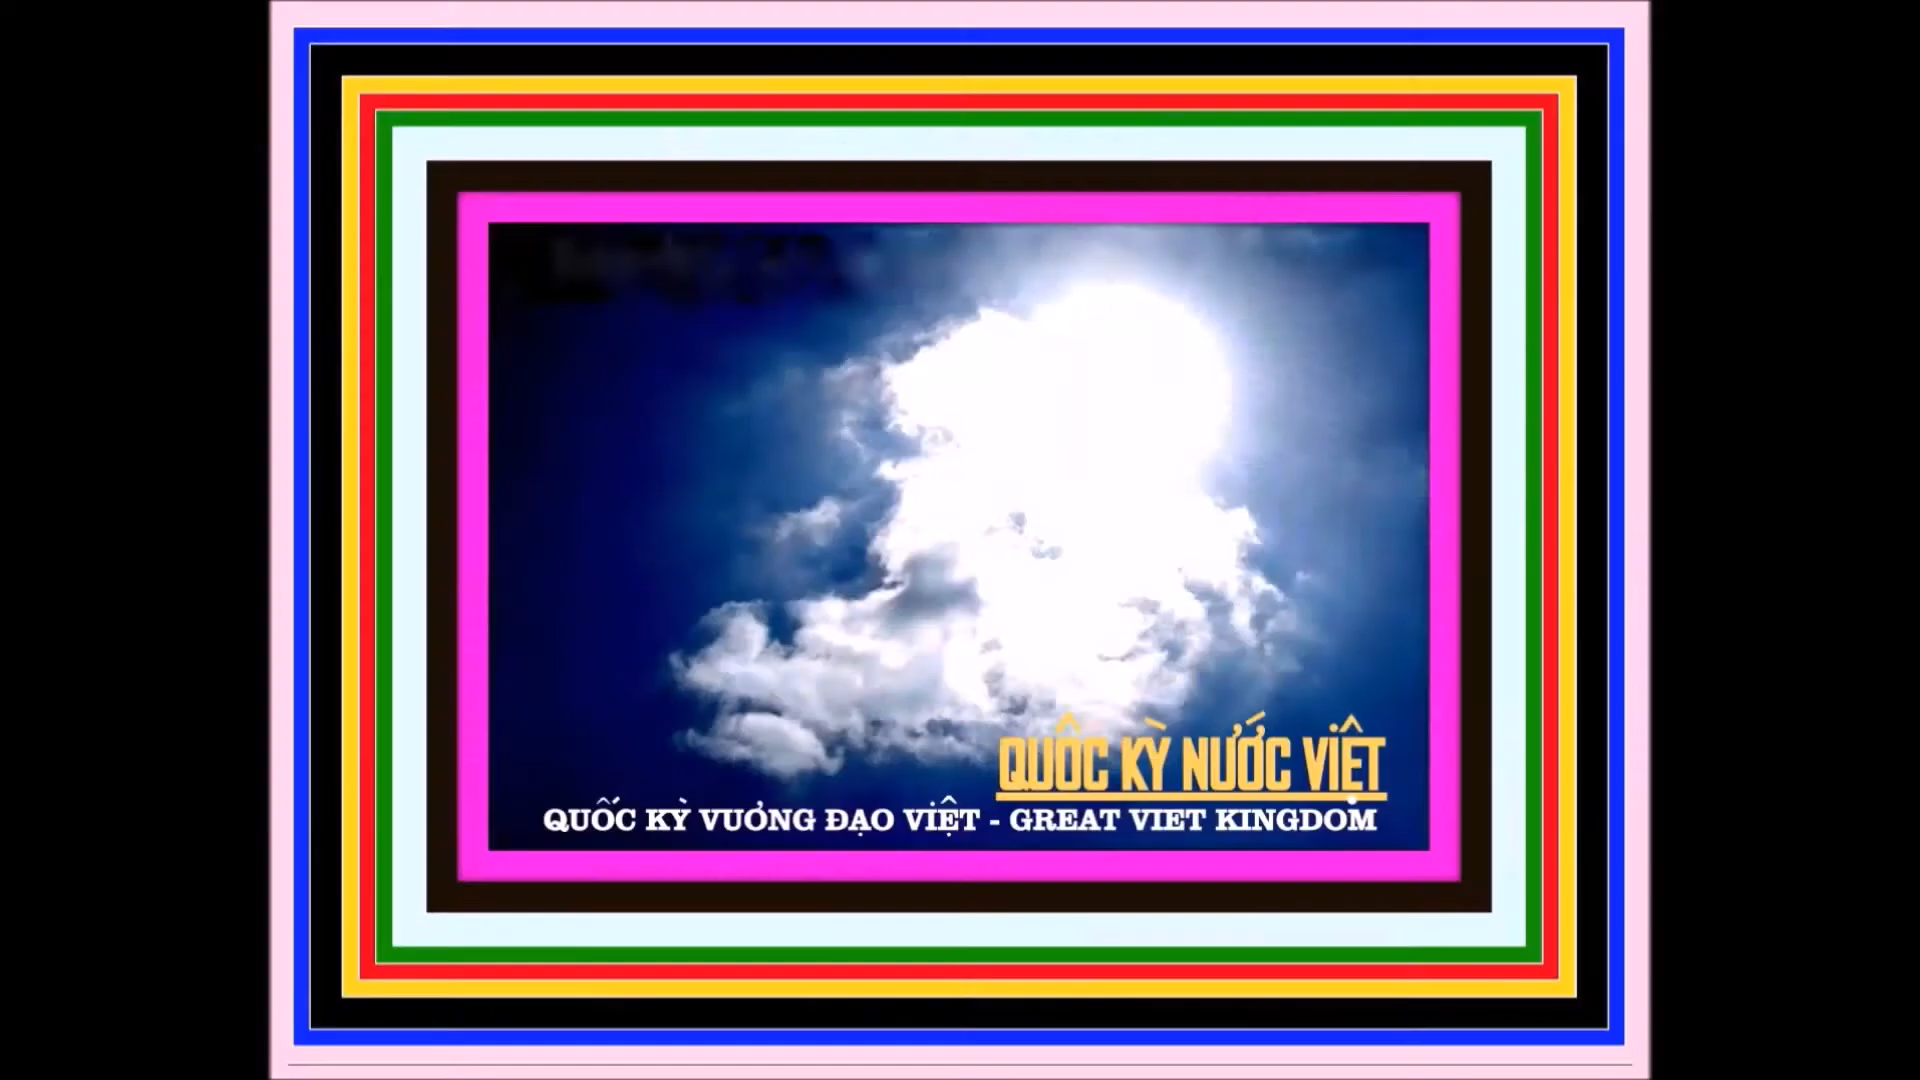 QUỐC KỲ NƯỚC VIỆT
QUỐC KỲ VƯƠNG ĐẠO VIỆT - GREAT VIET KINGDOM